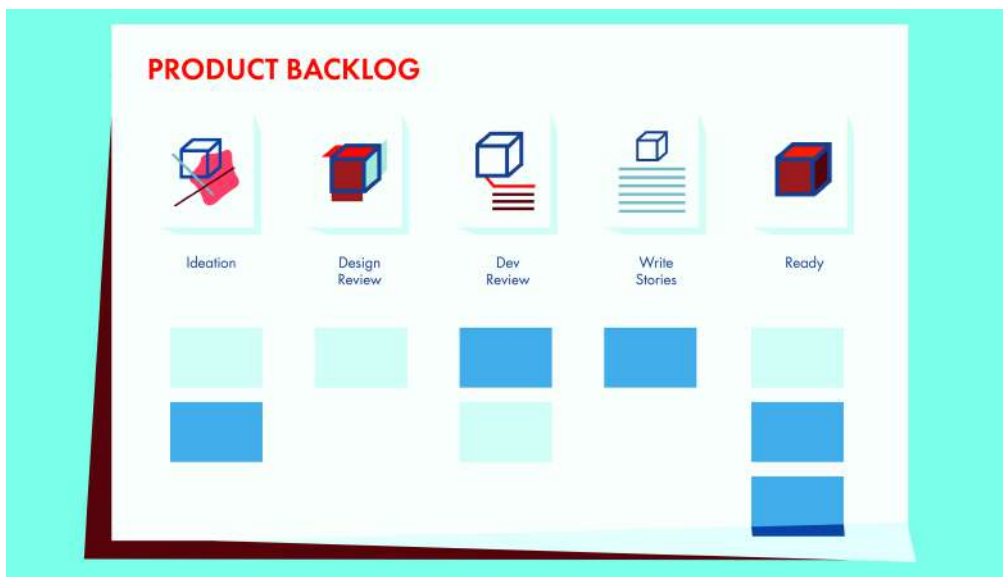 PRODUCT BACKLOG
Ideation
Design
Review
Dev
Review
Write
Stories
Ready